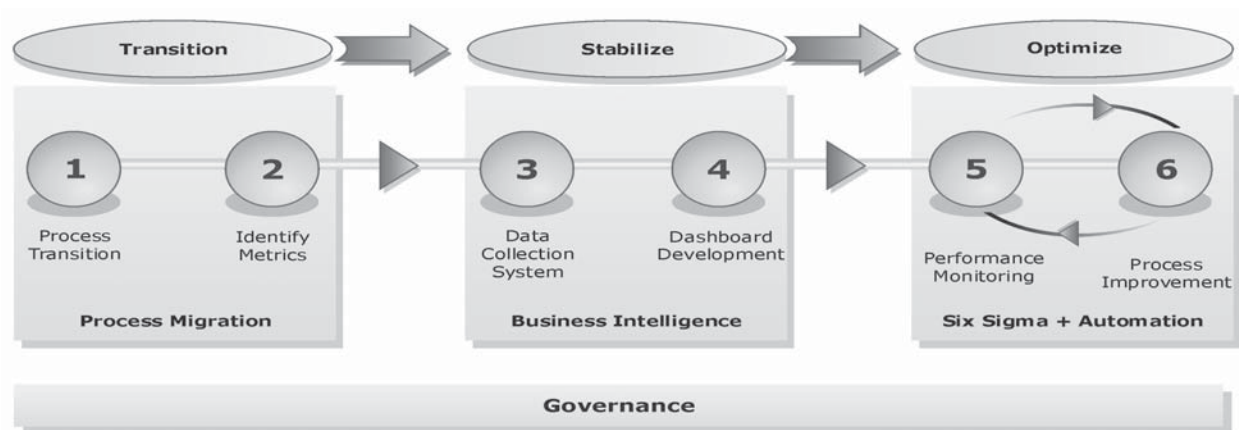 Transition
Stabilize
Optimize
1
2
3
4
5
6
Process
Transition
Identify
Metrics
Data
Collection
System
Dashboard
Development
Performance
Monitoring
Process
Improvement
Process Migration
Business Intelligence
Six Sigma + Automation
Governance